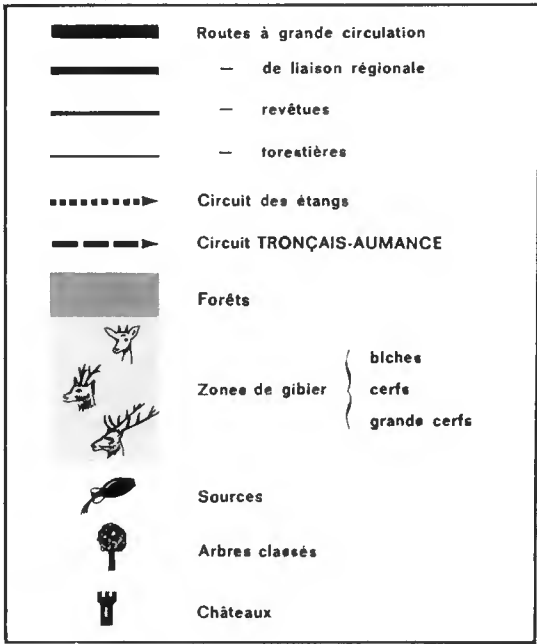 Routes à grande circulation
— de liaison régionale
— revêtues
— forestières
Circuit des étangs
Circuit TRONÇAIS-AUMANCE
Forêts
Zones de gibier
biches
cerfs
grands cerfs
Sources
Arbres classés
Châteaux